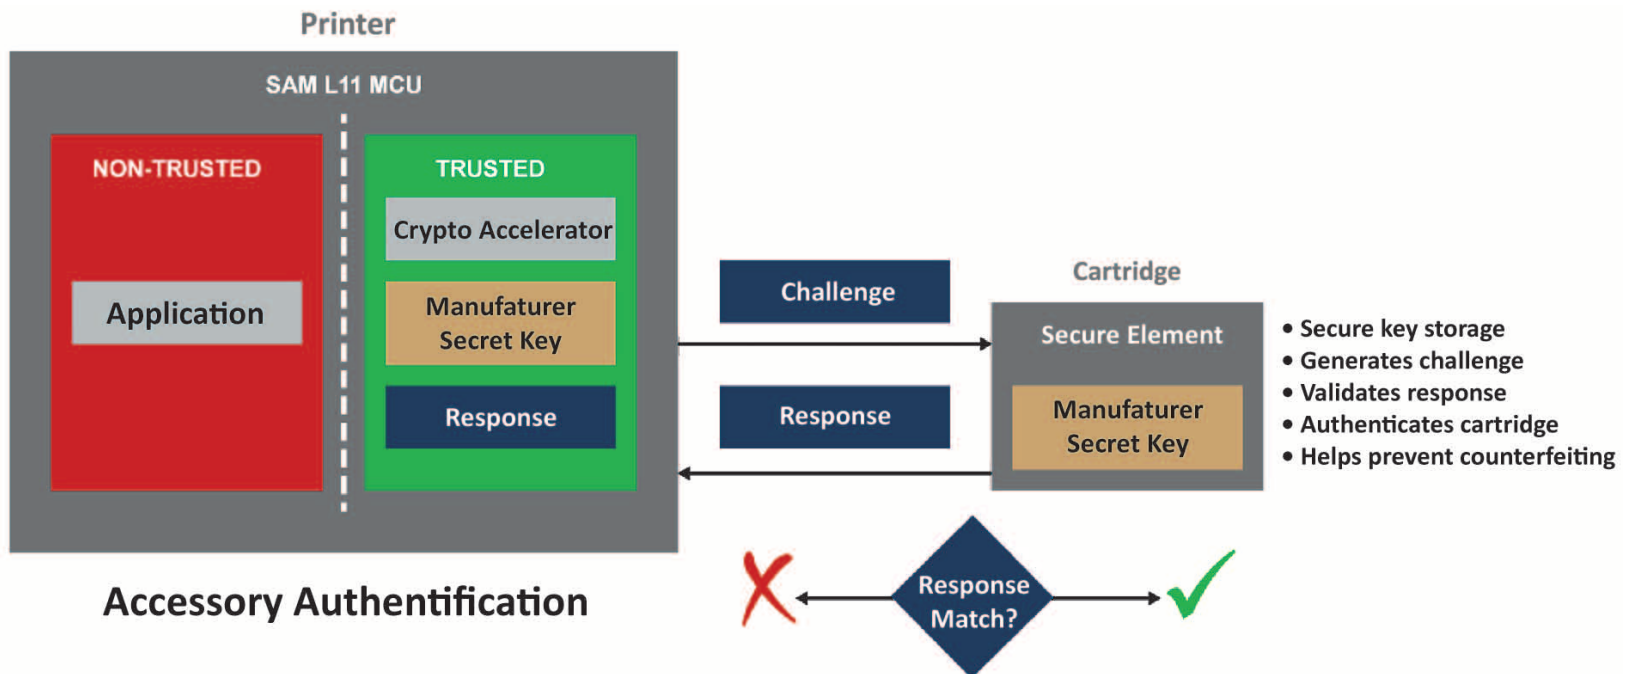 Printer
SAM L11 MCU
NON-TRUSTED
Application
TRUSTED
Crypto Accelerator
Manufaturer
Secret Key
Response
Challenge
Response
Cartridge
Secure Element
Manufaturer
Secret Key
• Secure key storage
• Generates challenge
• Validates response
• Authenticates cartridge
• Helps prevent counterfeiting
Response
Match?
Accessory Authentification